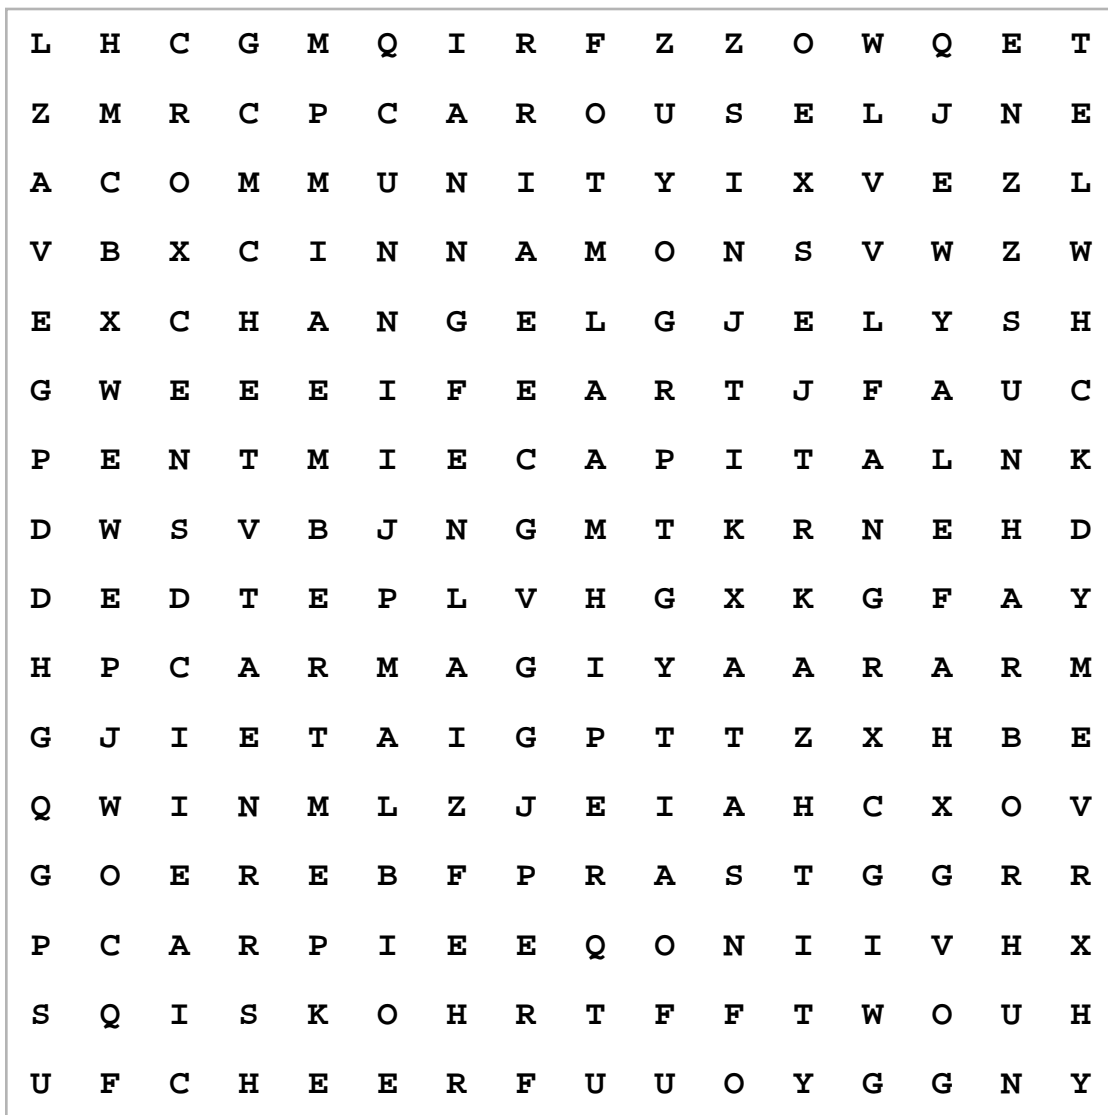 L H C G M Q I R F Z Z O W Q E T
Z M R C P C A R O U S E L J N E
A C O M M U N I T Y I X V E Z L
V B X C I N N A M O N S V W Z W
E X C H A N G E L G J E L Y S H
G W E E E I F E A R T J F A U C
P E N T M I E C A P I T A L N K
D W S V B J N G M T K R N E H D
D E D T E P L V H G X K G F A Y
H P C A R M A G I Y A A R A R M
G J I E T A I G P T T Z X H B E
Q W I N M L Z J E I A H C X O V
G O E R E B F P R A S T G G R R
P C A R P I E E Q O N I I V H X
S Q I S K O H R T F F T W O U H
U F C H E E R F U U O Y G G N Y